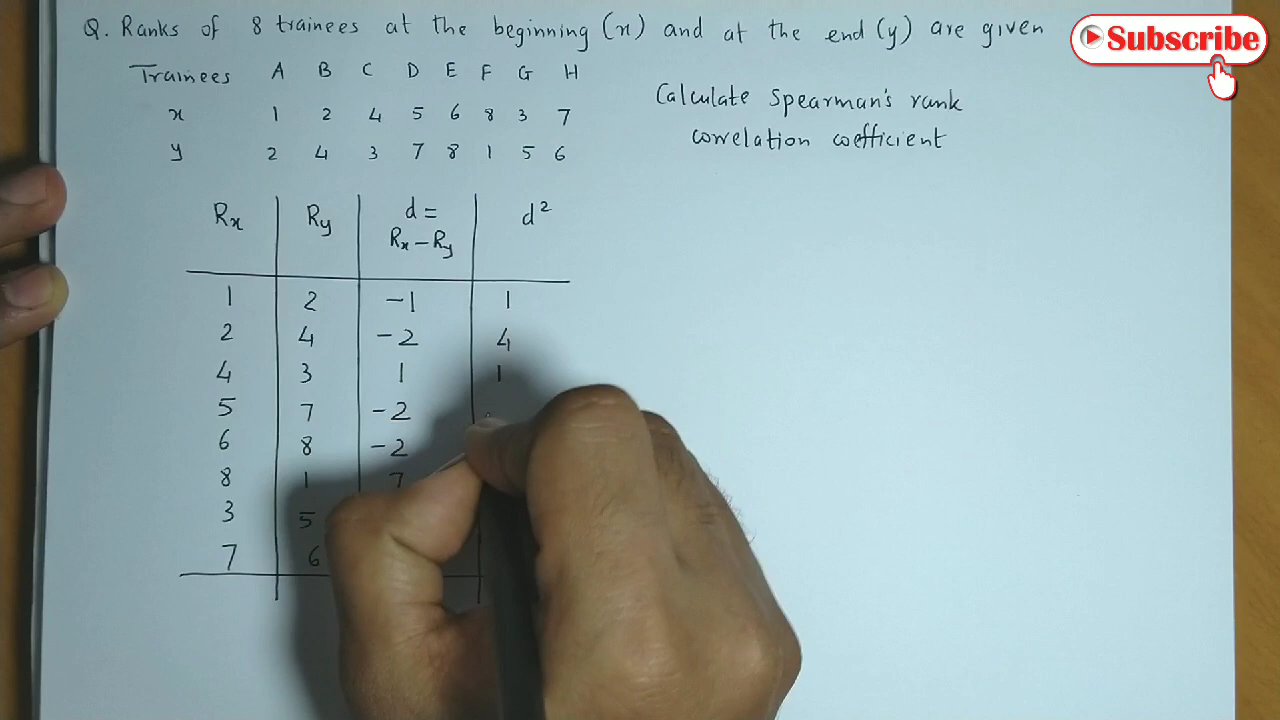 Q. Ranks of 8 trainees at the beginning (x) and at the end (y) are given
Subscribe
Trainees A B C D E F G H
x 1 2 4 5 6 8 3 7
y 2 4 3 7 8 1 5 6
Calculate Spearman's rank
correlation coefficient
Rx Ry d = Rx - Ry d²
1 2 -1 1
2 4 -2 4
4 3 1 1
5 7 -2
6 8 -2
8 1 7
3 5
7 6